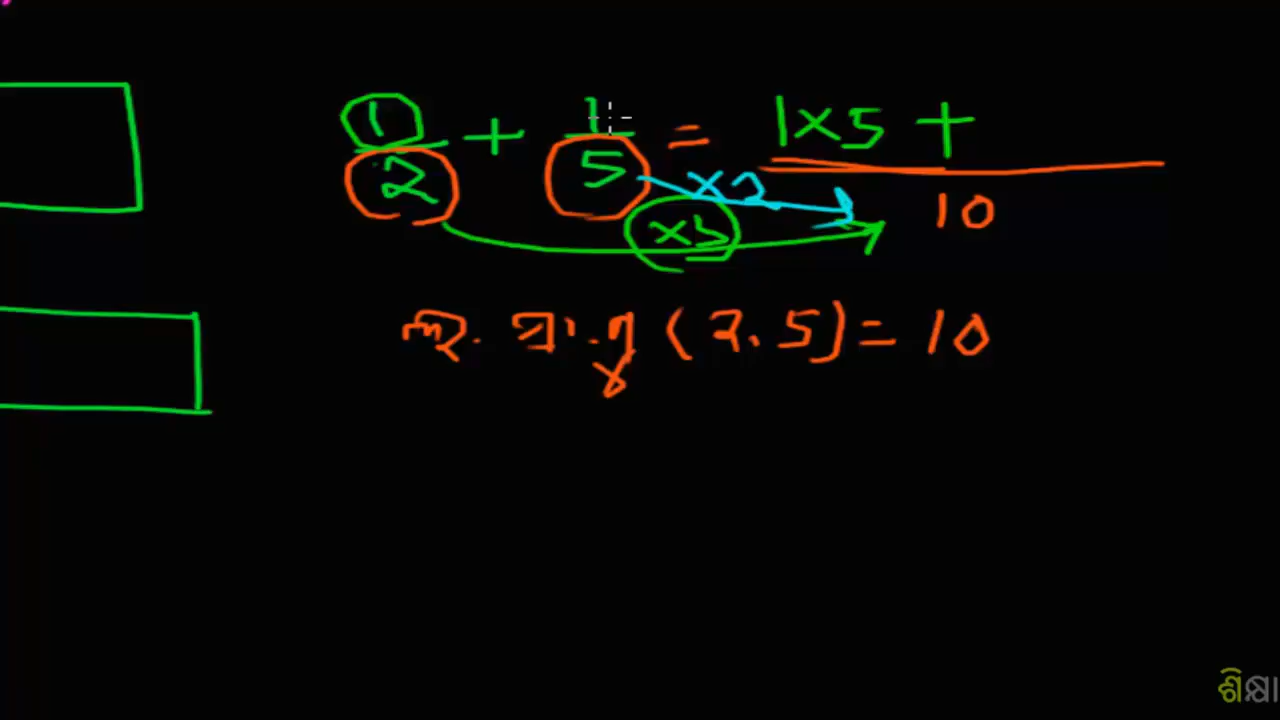 1/2 + 1/5 = 1×5 + / 10
×2
×5
ল. সা. গু (2, 5) = 10
শিক্ষা